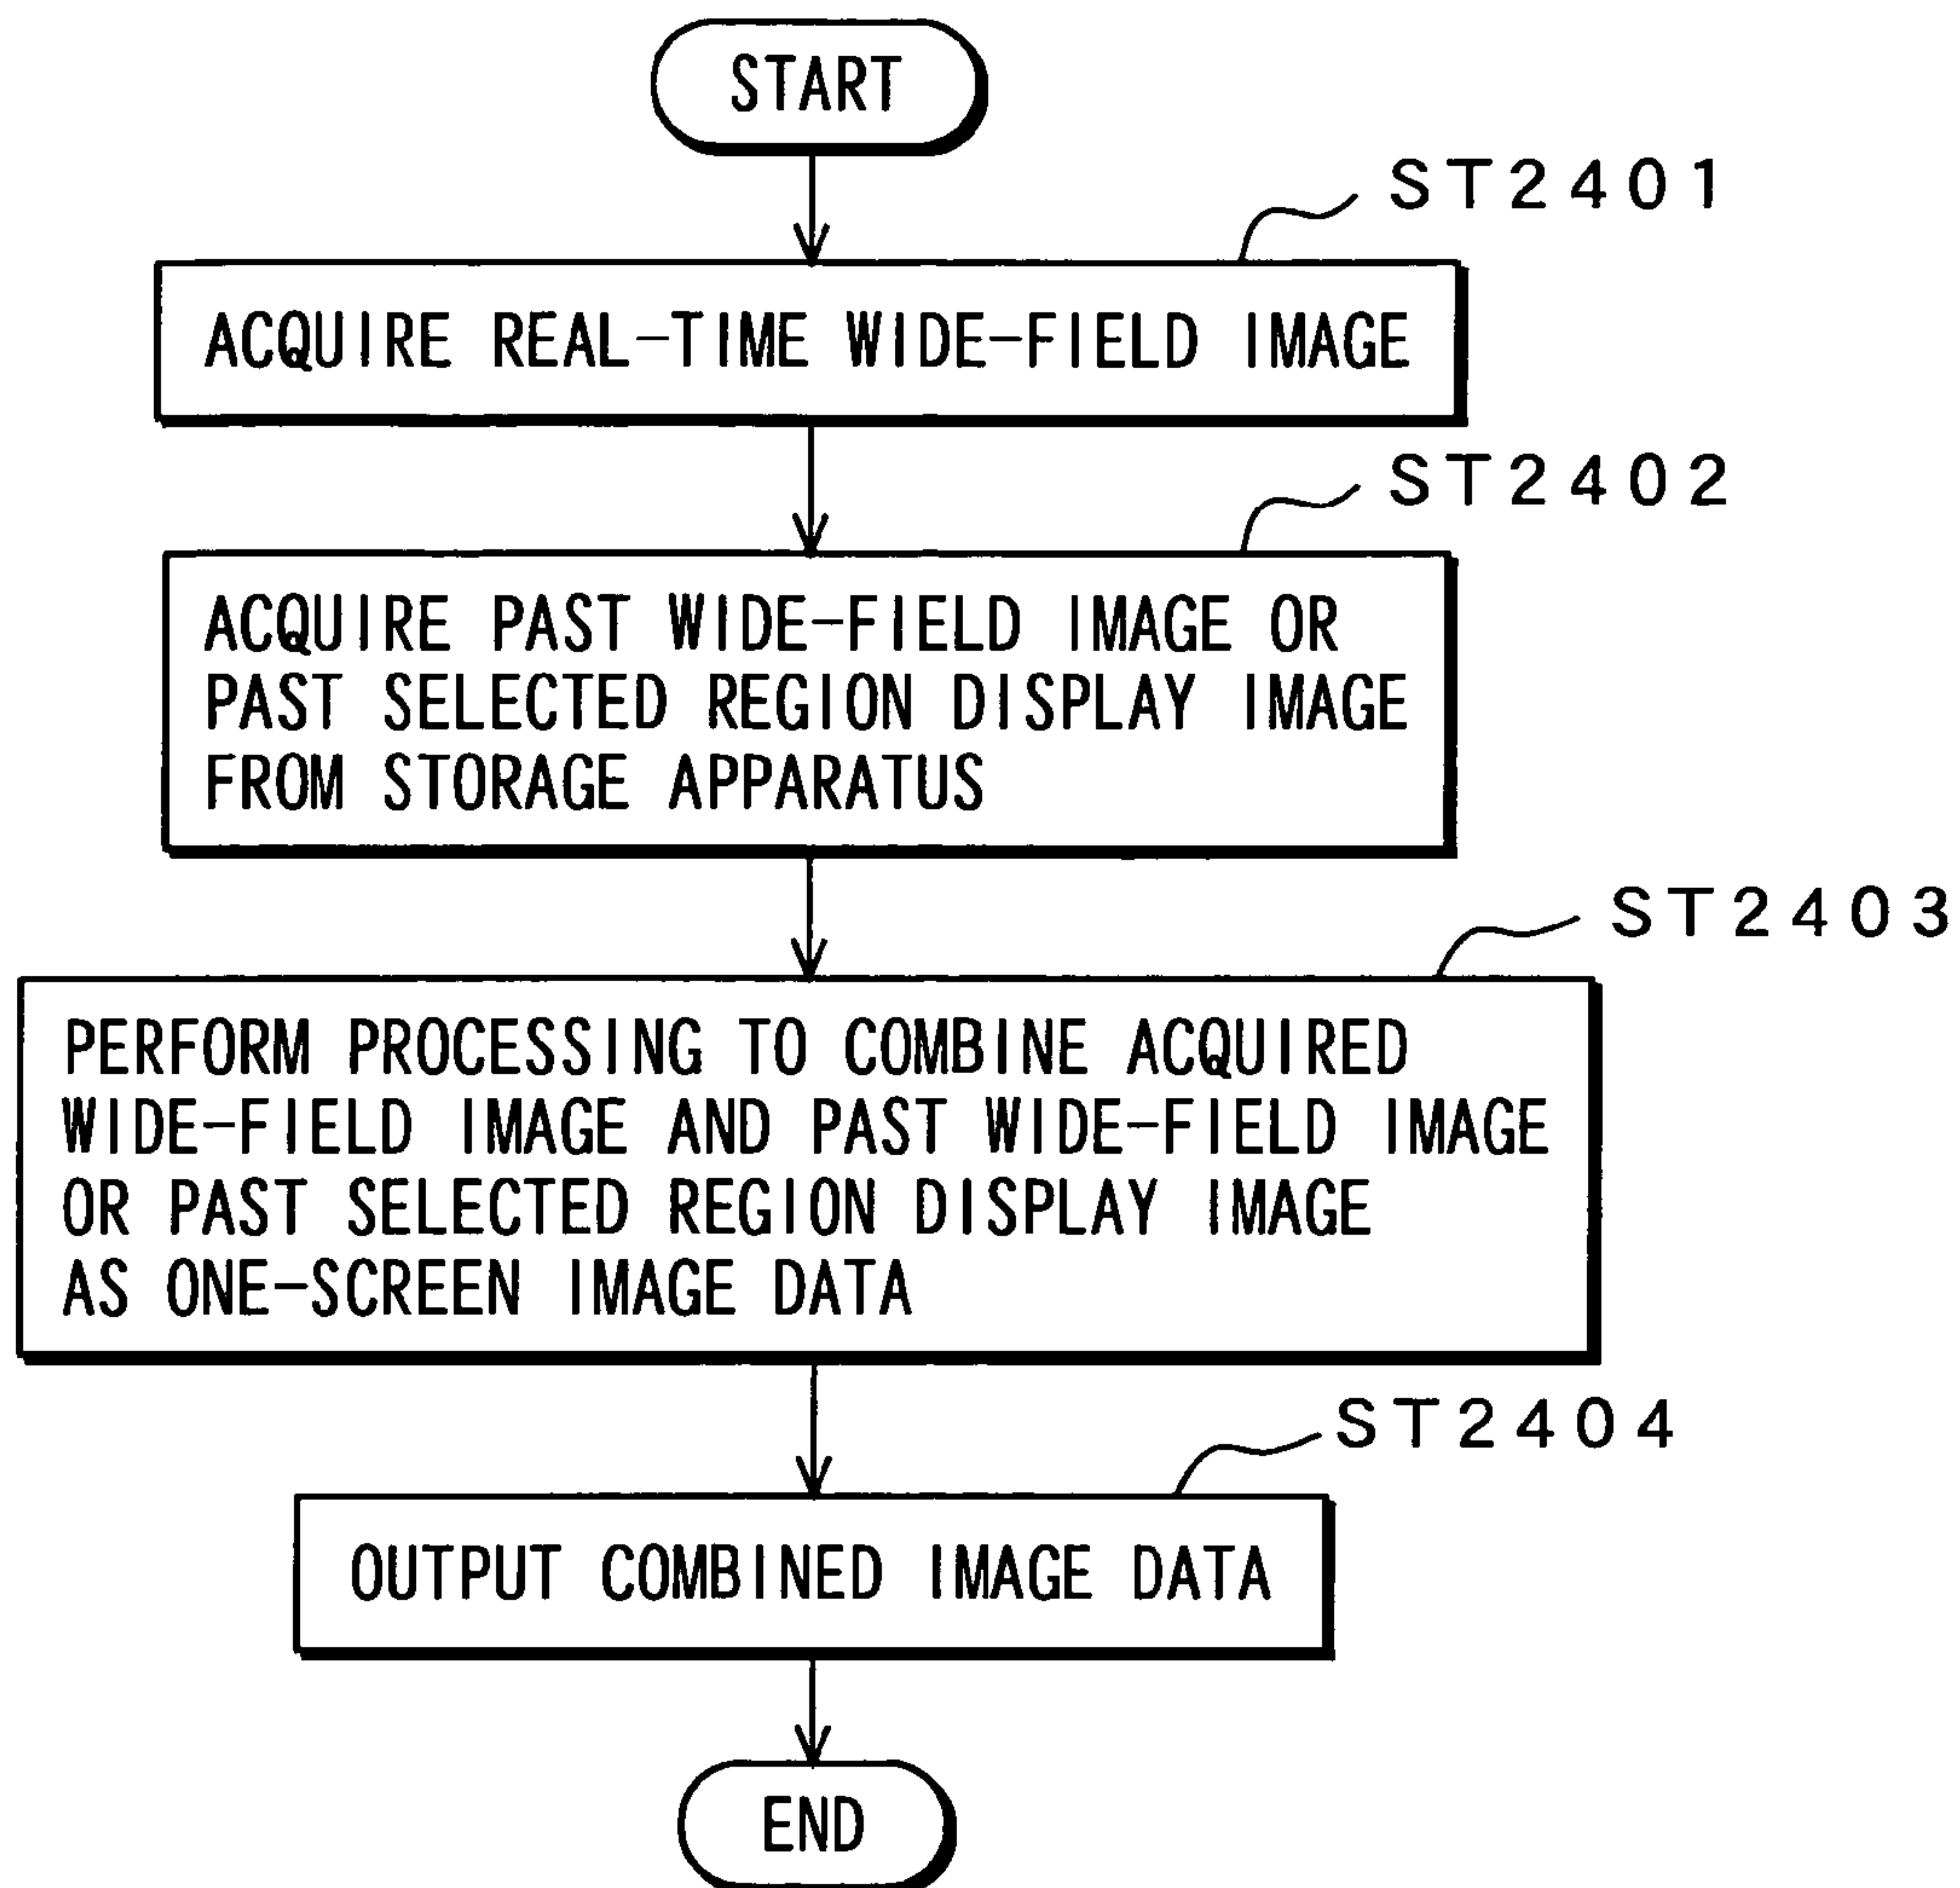 START
ST2401
ACQUIRE REAL-TIME WIDE-FIELD IMAGE
ST2402
ACQUIRE PAST WIDE-FIELD IMAGE OR
PAST SELECTED REGION DISPLAY IMAGE
FROM STORAGE APPARATUS
ST2403
PERFORM PROCESSING TO COMBINE ACQUIRED
WIDE-FIELD IMAGE AND PAST WIDE-FIELD IMAGE
OR PAST SELECTED REGION DISPLAY IMAGE
AS ONE-SCREEN IMAGE DATA
ST2404
OUTPUT COMBINED IMAGE DATA
END